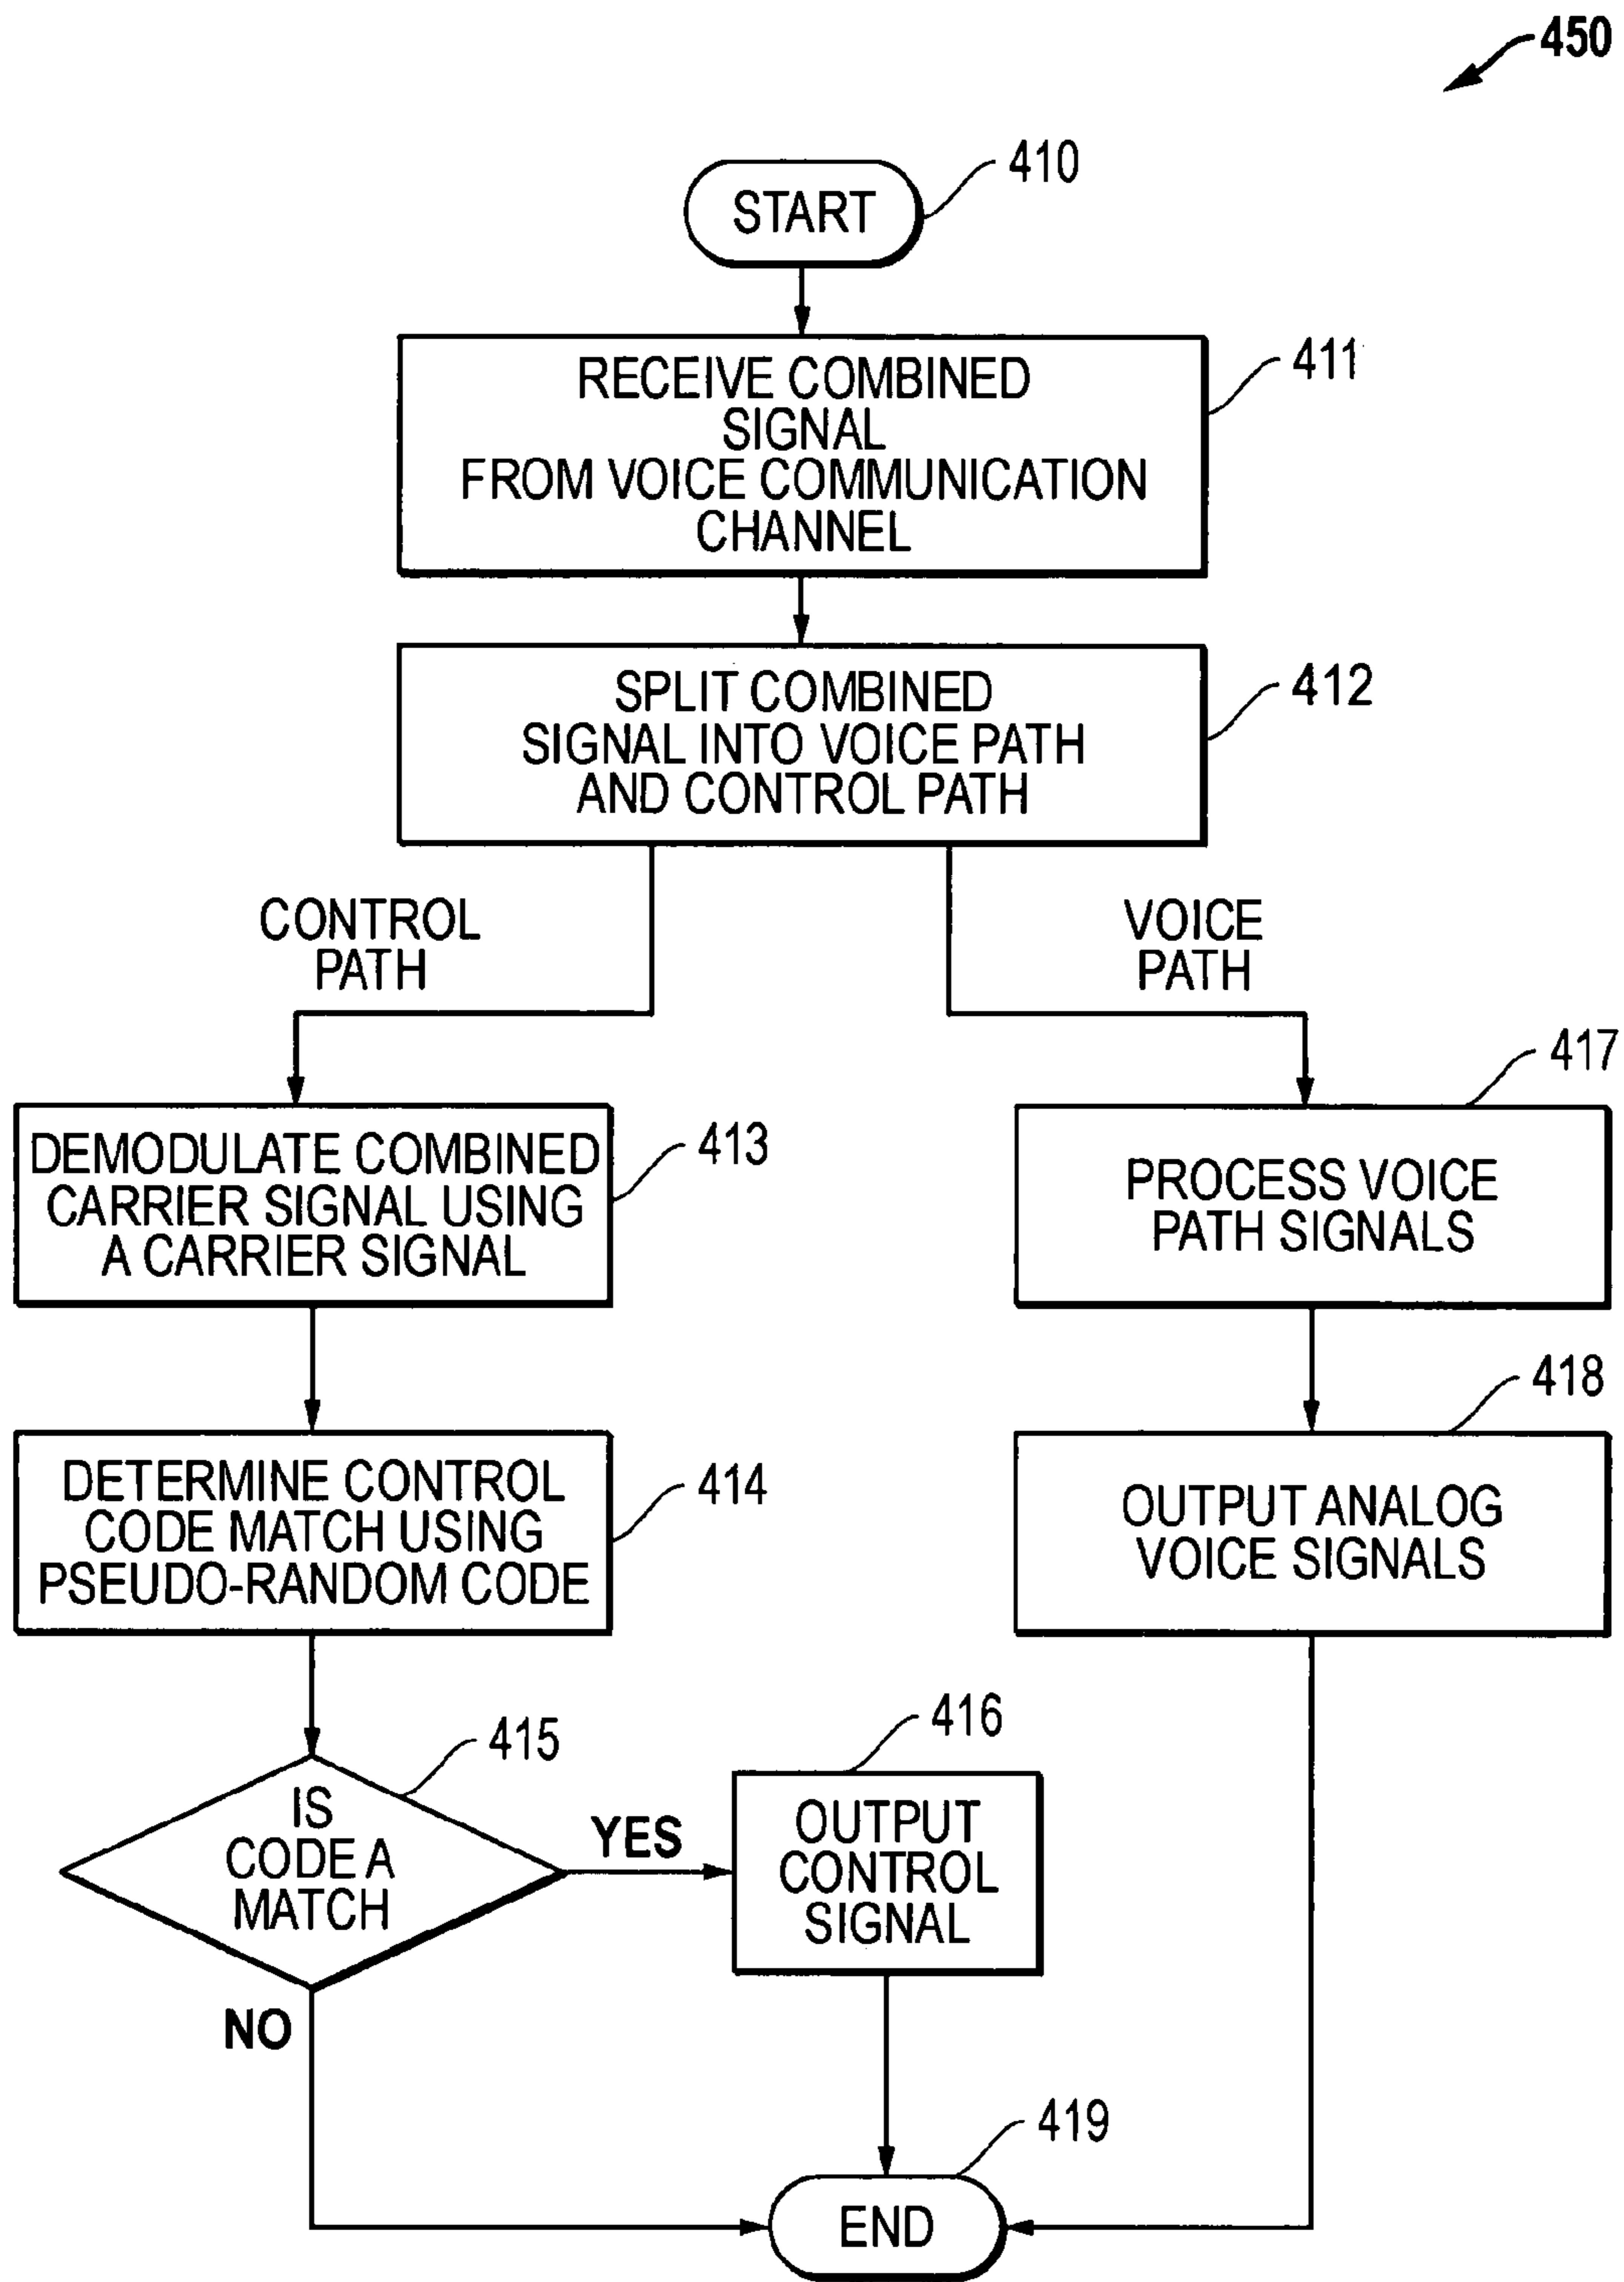 450
410
START
411
RECEIVE COMBINED
SIGNAL
FROM VOICE COMMUNICATION
CHANNEL
412
SPLIT COMBINED
SIGNAL INTO VOICE PATH
AND CONTROL PATH
CONTROL
PATH
VOICE
PATH
413
DEMODULATE COMBINED
CARRIER SIGNAL USING
A CARRIER SIGNAL
417
PROCESS VOICE
PATH SIGNALS
414
DETERMINE CONTROL
CODE MATCH USING
PSEUDO-RANDOM CODE
418
OUTPUT ANALOG
VOICE SIGNALS
415
IS
CODE A
MATCH
YES
NO
416
OUTPUT
CONTROL
SIGNAL
419
END